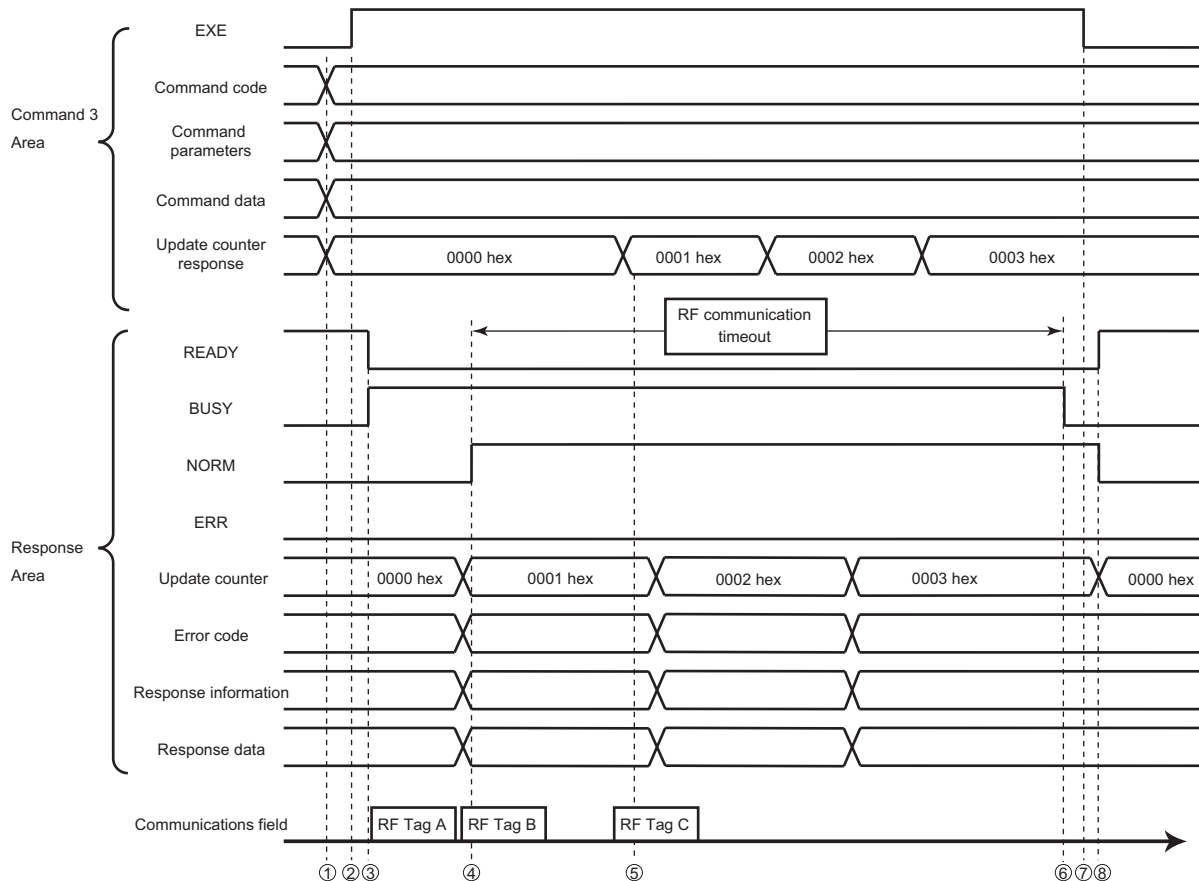 EXE
Command code
Command 3
Area
Command
parameters
Command data
Update counter
response
0000 hex
0001 hex
0002 hex
0003 hex
RF communication
timeout
READY
BUSY
NORM
ERR
Response
Area
Update counter
0000 hex
0001 hex
0002 hex
0003 hex
0000 hex
Error code
Response information
Response data
Communications field
RF Tag A
RF Tag B
RF Tag C
① ② ③ ④ ⑤ ⑥ ⑦ ⑧